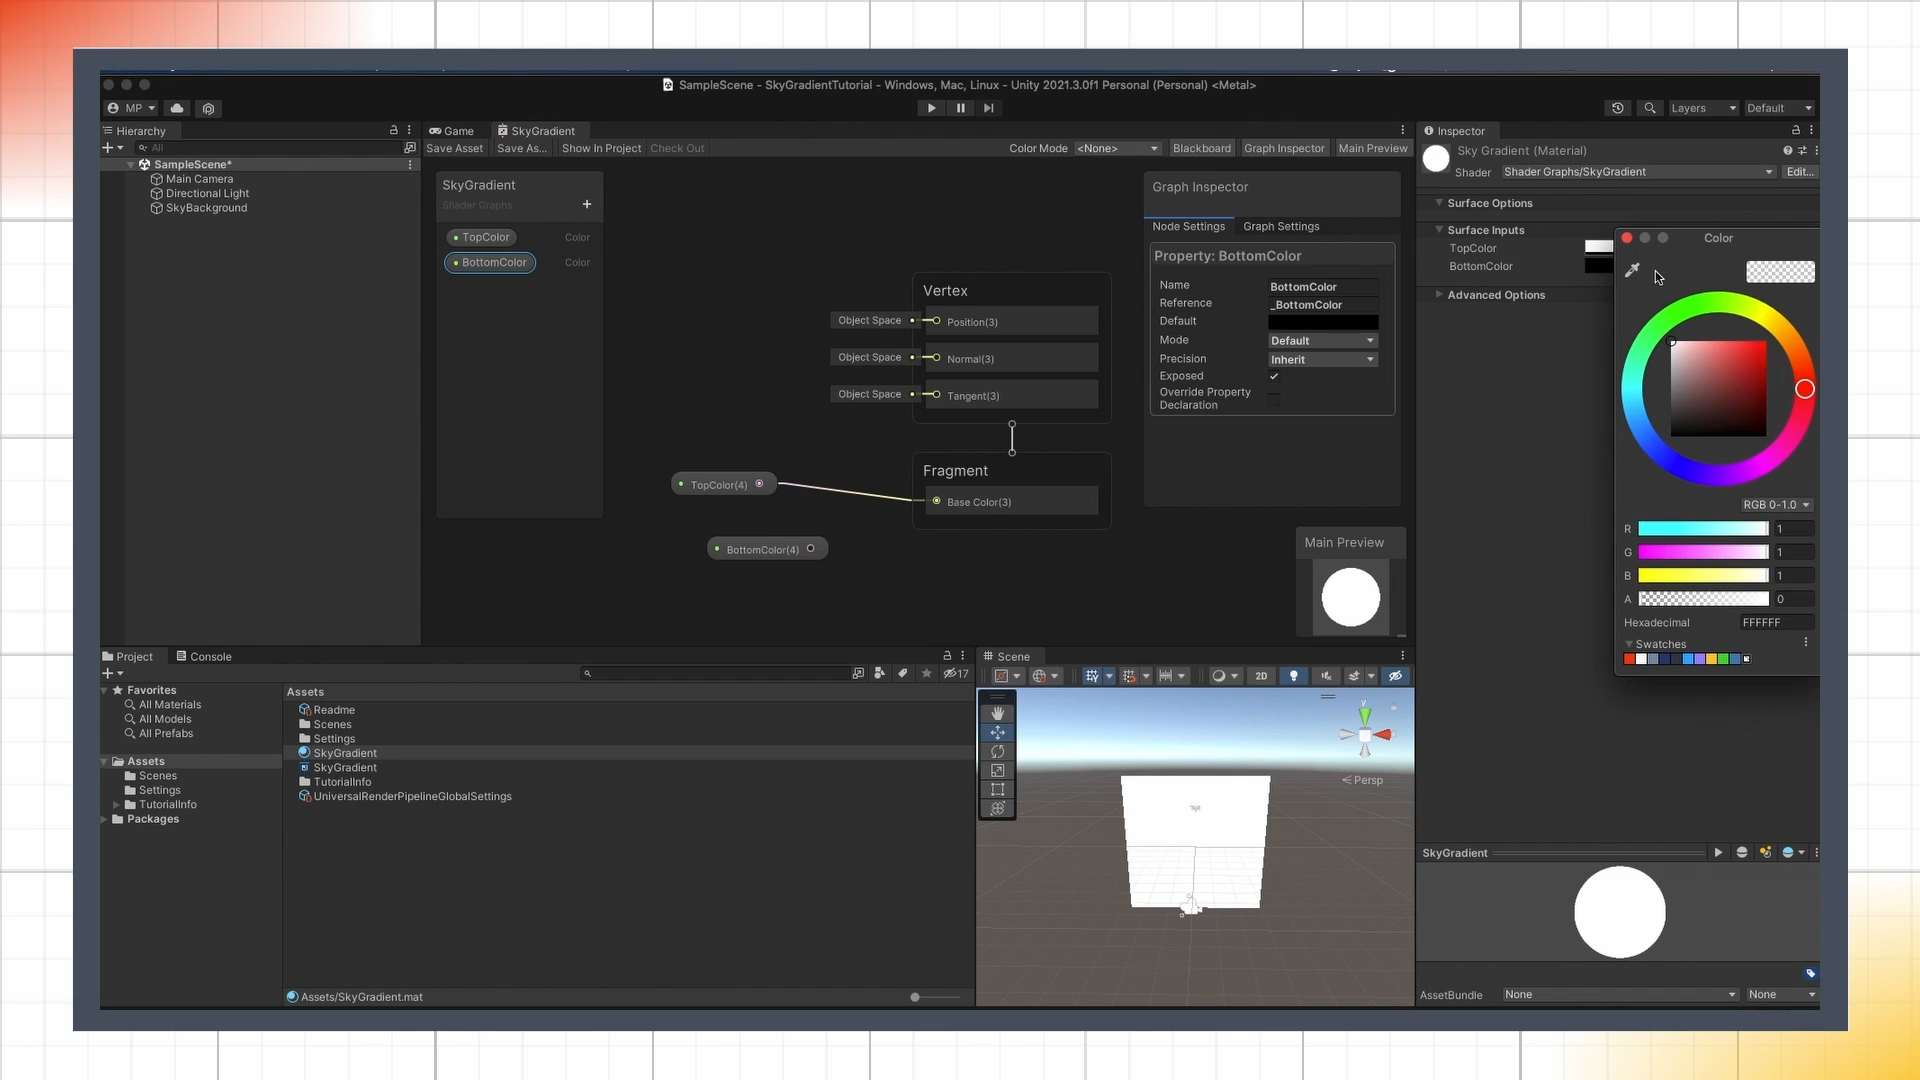 SampleScene - SkyGradientTutorial - Windows, Mac, Linux - Unity 2021.3.0f1 Personal (Personal) <Metal>
MP
Layers
Default
Hierarchy
All
SampleScene*
Main Camera
Directional Light
SkyBackground
Game
SkyGradient
Save Asset
Save As...
Show In Project
Check Out
Color Mode
<None>
Blackboard
Graph Inspector
Main Preview
SkyGradient
Shader Graphs
TopColor Color
BottomColor Color
Vertex
Object Space Position(3)
Object Space Normal(3)
Object Space Tangent(3)
Fragment
TopColor(4)
Base Color(3)
BottomColor(4)
Graph Inspector
Node Settings
Graph Settings
Property: BottomColor
Name BottomColor
Reference _BottomColor
Default
Mode Default
Precision Inherit
Exposed
Override Property
Declaration
Main Preview
Inspector
Sky Gradient (Material)
Shader Shader Graphs/SkyGradient Edit...
Surface Options
Surface Inputs
TopColor
BottomColor
Advanced Options
Color
RGB 0-1.0
R 1
G 1
B 1
A 0
Hexadecimal FFFFFF
Swatches
Project
Console
17
Favorites
All Materials
All Models
All Prefabs
Assets
Scenes
Settings
TutorialInfo
Packages
Assets
Readme
Scenes
Settings
SkyGradient
SkyGradient
TutorialInfo
UniversalRenderPipelineGlobalSettings
Assets/SkyGradient.mat
Scene
2D
y
Persp
SkyGradient
AssetBundle None None